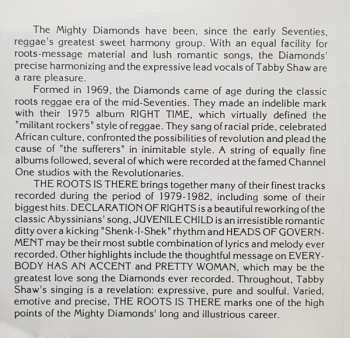 The Mighty Diamonds have been, since the early Seventies,
reggae's greatest sweet harmony group. With an equal facility for
roots-message material and lush romantic songs, the Diamonds'
precise harmonizing and the expressive lead vocals of Tabby Shaw are
a rare pleasure.
Formed in 1969, the Diamonds came of age during the classic
roots reggae era of the mid-Seventies. They made an indelible mark
with their 1975 album RIGHT TIME, which virtually defined the
"militant rockers" style of reggae. They sang of racial pride, celebrated
African culture, confronted the possibilities of revolution and plead the
cause of "the sufferers" in inimitable style. A string of equally fine
albums followed, several of which were recorded at the famed Channel
One studios with the Revolutionaries.
THE ROOTS IS THERE brings together many of their finest tracks
recorded during the period of 1979-1982, including some of their
biggest hits. DECLARATION OF RIGHTS is a beautiful reworking of the
classic Abyssinians' song, JUVENILE CHILD is an irresistible romantic
ditty over a kicking "Shenk-I-Shek" rhythm and HEADS OF GOVERN-
MENT may be their most subtle combination of lyrics and melody ever
recorded. Other highlights include the thoughtful message on EVERY-
BODY HAS AN ACCENT and PRETTY WOMAN, which may be the
greatest love song the Diamonds ever recorded. Throughout, Tabby
Shaw's singing is a revelation: expressive, pure and soulful. Varied,
emotive and precise, THE ROOTS IS THERE marks one of the high
points of the Mighty Diamonds' long and illustrious career.